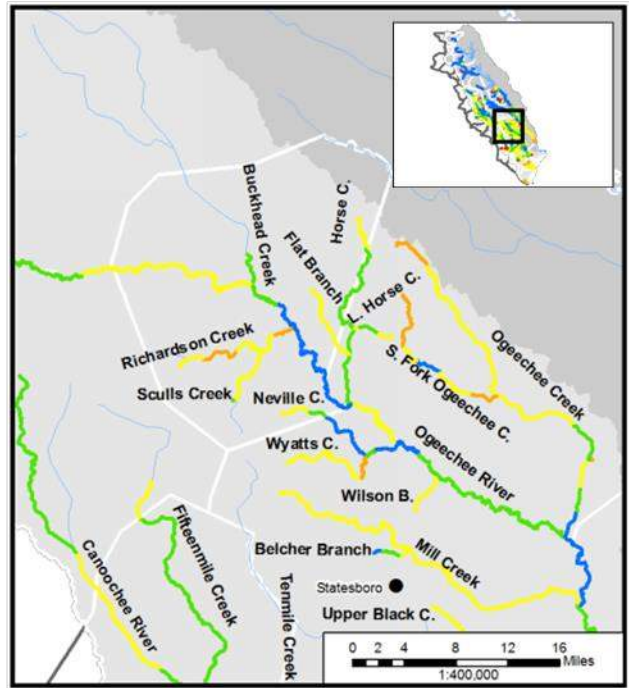 Buckhead Creek
Horse C.
Flat Branch
L. Horse C.
Richardson Creek
Ogeechee Creek
S. Fork Ogeechee C.
Sculls Creek
Neville C.
Ogeechee River
Wyatts C.
Wilson B.
Fifteenmile Creek
Mill Creek
Belcher Branch
Canoochee River
Tenmile Creek
Statesboro
Upper Black C.
0 2 4 8 12 16
Miles
1:400,000